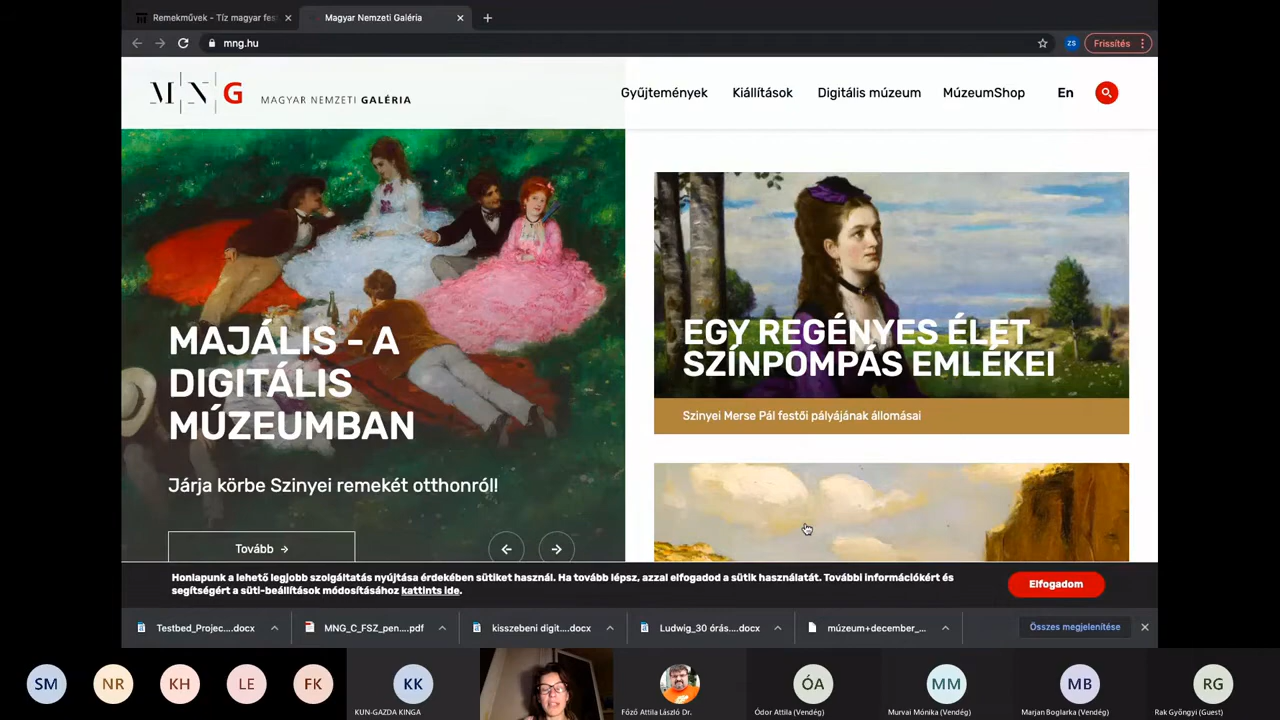 Remekművek - Tíz magyar fes
Magyar Nemzeti Galéria
mng.hu
ZS
Frissítés
MNG MAGYAR NEMZETI GALÉRIA
Gyűjtemények
Kiállítások
Digitális múzeum
MúzeumShop
En
MAJÁLIS - A
DIGITÁLIS
MÚZEUMBAN
Járja körbe Szinyei remekét otthonról!
Tovább →
EGY REGÉNYES ÉLET
SZÍNPOMPÁS EMLÉKEI
Szinyei Merse Pál festői pályájának állomásai
Honlapunk a lehető legjobb szolgáltatás nyújtása érdekében sütiket használ. Ha tovább lépsz, azzal elfogadod a sütik használatát. További információkért és
segítségért a süti-beállítások módosításához kattints ide.
Elfogadom
Testbed_Projec....docx
MNG_C_FSZ_pen....pdf
kisszebeni digit....docx
Ludwig_30 órás....docx
múzeum+december_...
Összes megjelenítése
SM
NR
KH
LE
FK
KK
KUN-GAZDA KINGA
Főző Attila László Dr.
ÓA
Ódor Attila (Vendég)
MM
Murvai Mónika (Vendég)
MB
Marjan Boglarka (Vendég)
RG
Rak Gyöngyi (Guest)